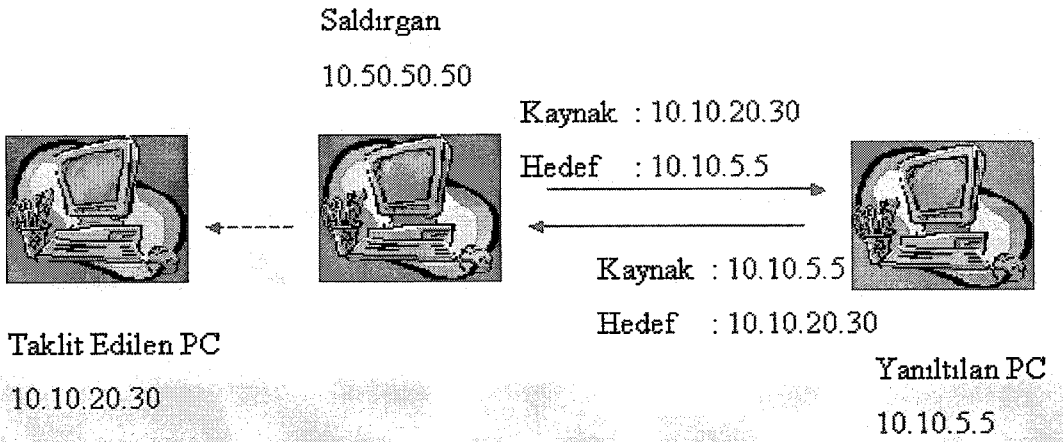 Saldırgan
10.50.50.50
Kaynak : 10.10.20.30
Hedef : 10.10.5.5
Kaynak : 10.10.5.5
Hedef : 10.10.20.30
Taklit Edilen PC
10.10.20.30
Yanıltılan PC
10.10.5.5